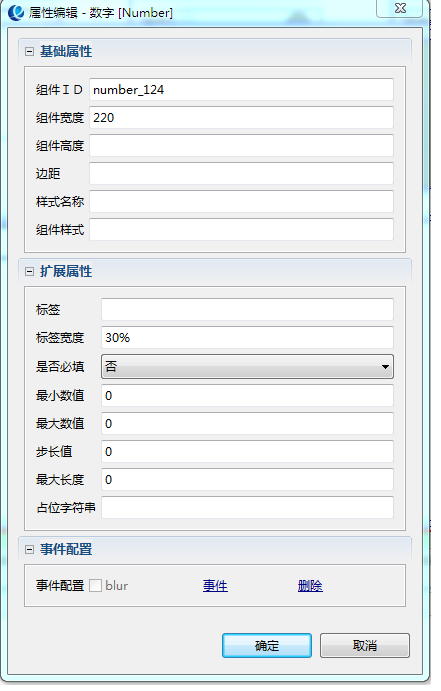 属性编辑 - 数字 [Number]
基础属性
组件ＩＤ number_124
组件宽度 220
组件高度
边距
样式名称
组件样式
扩展属性
标签
标签宽度 30%
是否必填 否
最小数值 0
最大数值 0
步长值 0
最大长度 0
占位字符串
事件配置
事件配置 blur 事件 删除
确定 取消